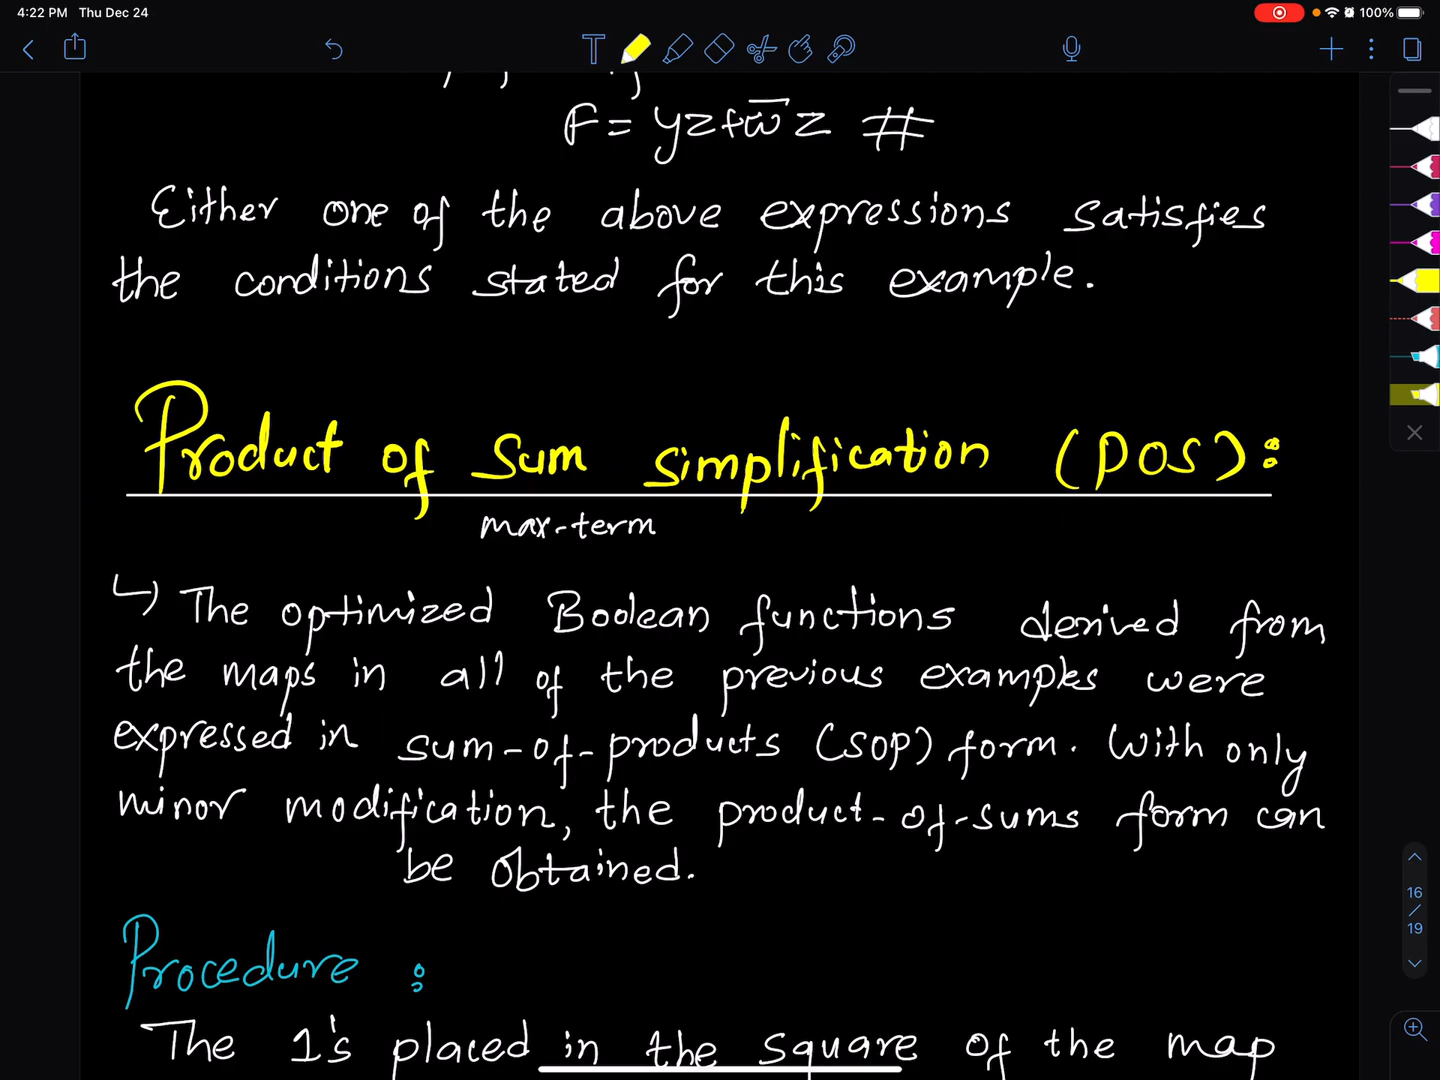 4:22 PM Thu Dec 24
100%
F = yz + w̅z #
Either one of the above expressions satisfies
the conditions stated for this example.
Product of Sum simplification (POS):
max-term
↳ The optimized Boolean functions derived from
the maps in all of the previous examples were
expressed in sum-of-products (SOP) form. With only
minor modification, the product-of-sums form can
be obtained.
16
/
19
Procedure :
The 1's placed in the square of the map